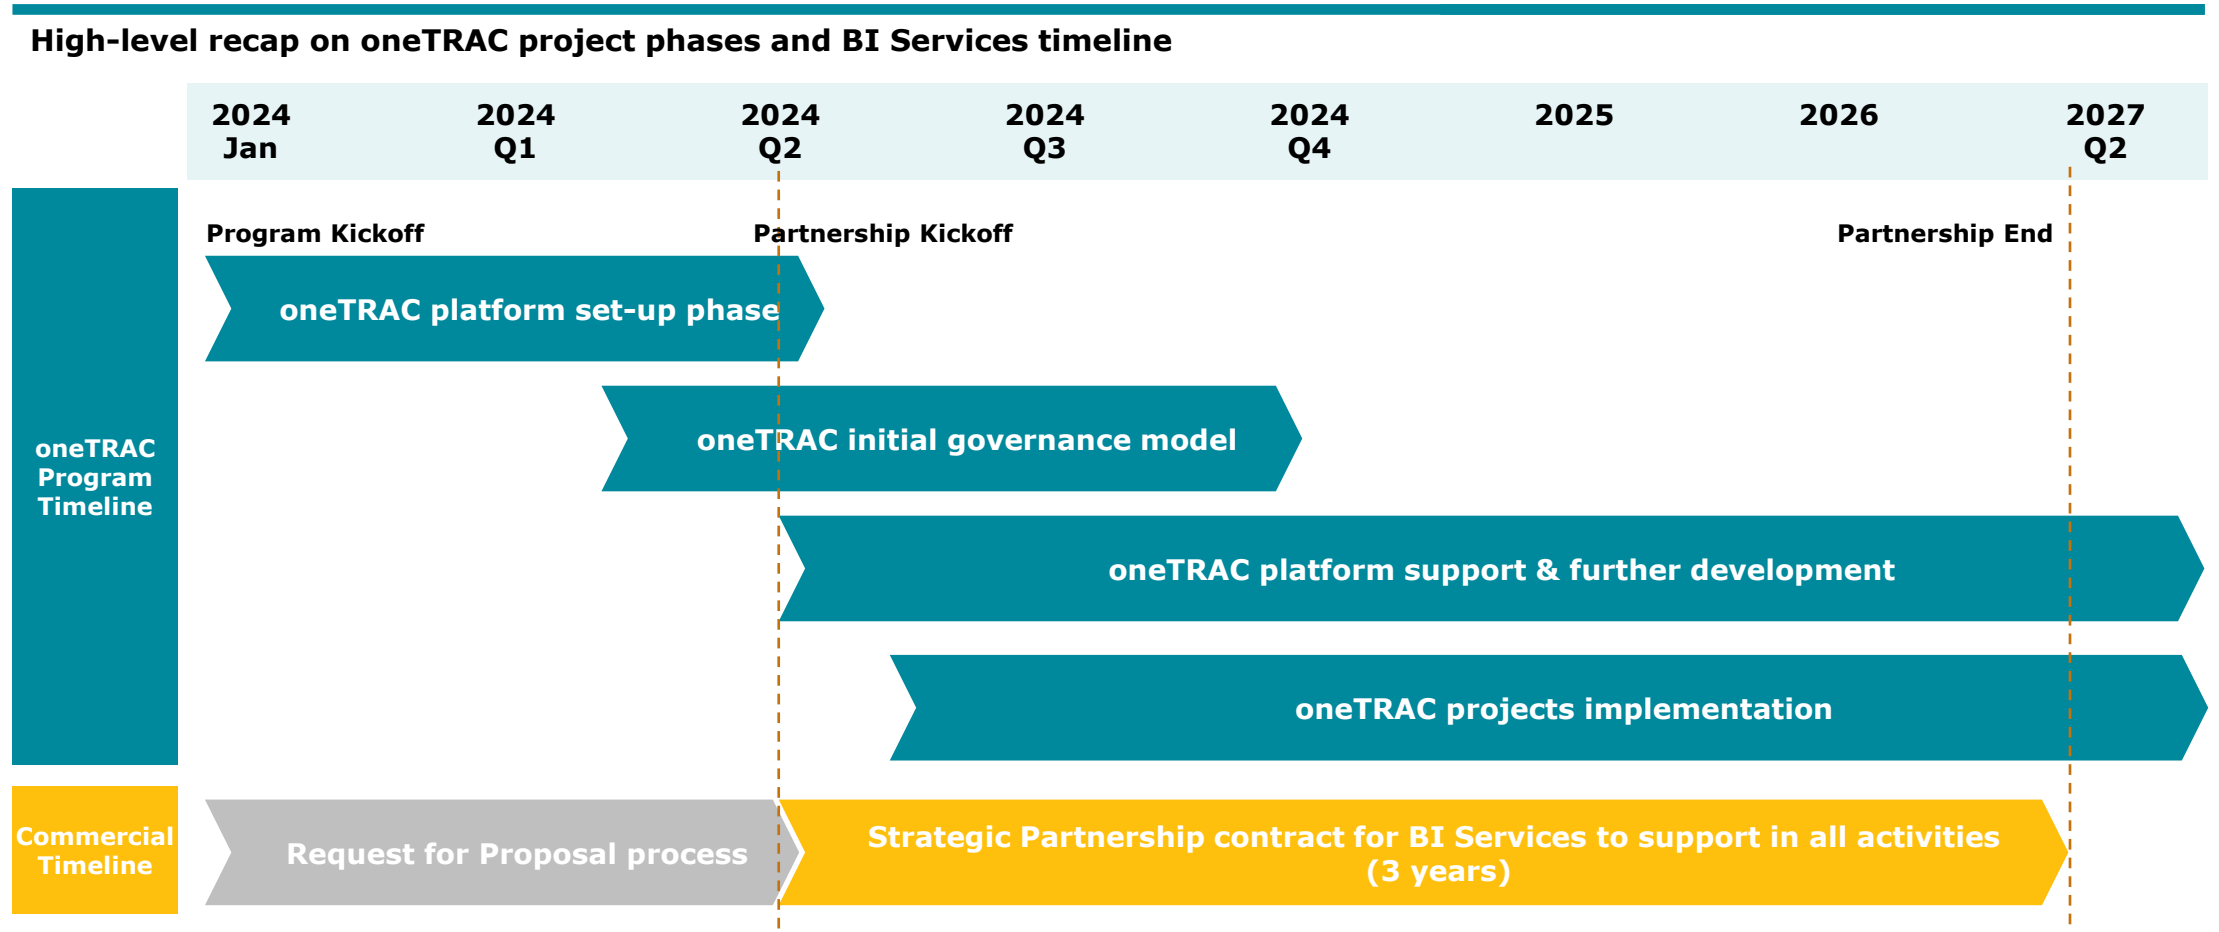 High-level recap on oneTRAC project phases and BI Services timeline
2024 2024 2024 2024 2024 2025 2026 2027
Jan Q1 Q2 Q3 Q4 Q2
Program Kickoff Partnership Kickoff Partnership End
oneTRAC platform set-up phase
oneTRAC initial governance model
oneTRAC
Program
Timeline
oneTRAC platform support & further development
oneTRAC projects implementation
Commercial
Timeline
Request for Proposal process
Strategic Partnership contract for BI Services to support in all activities
(3 years)